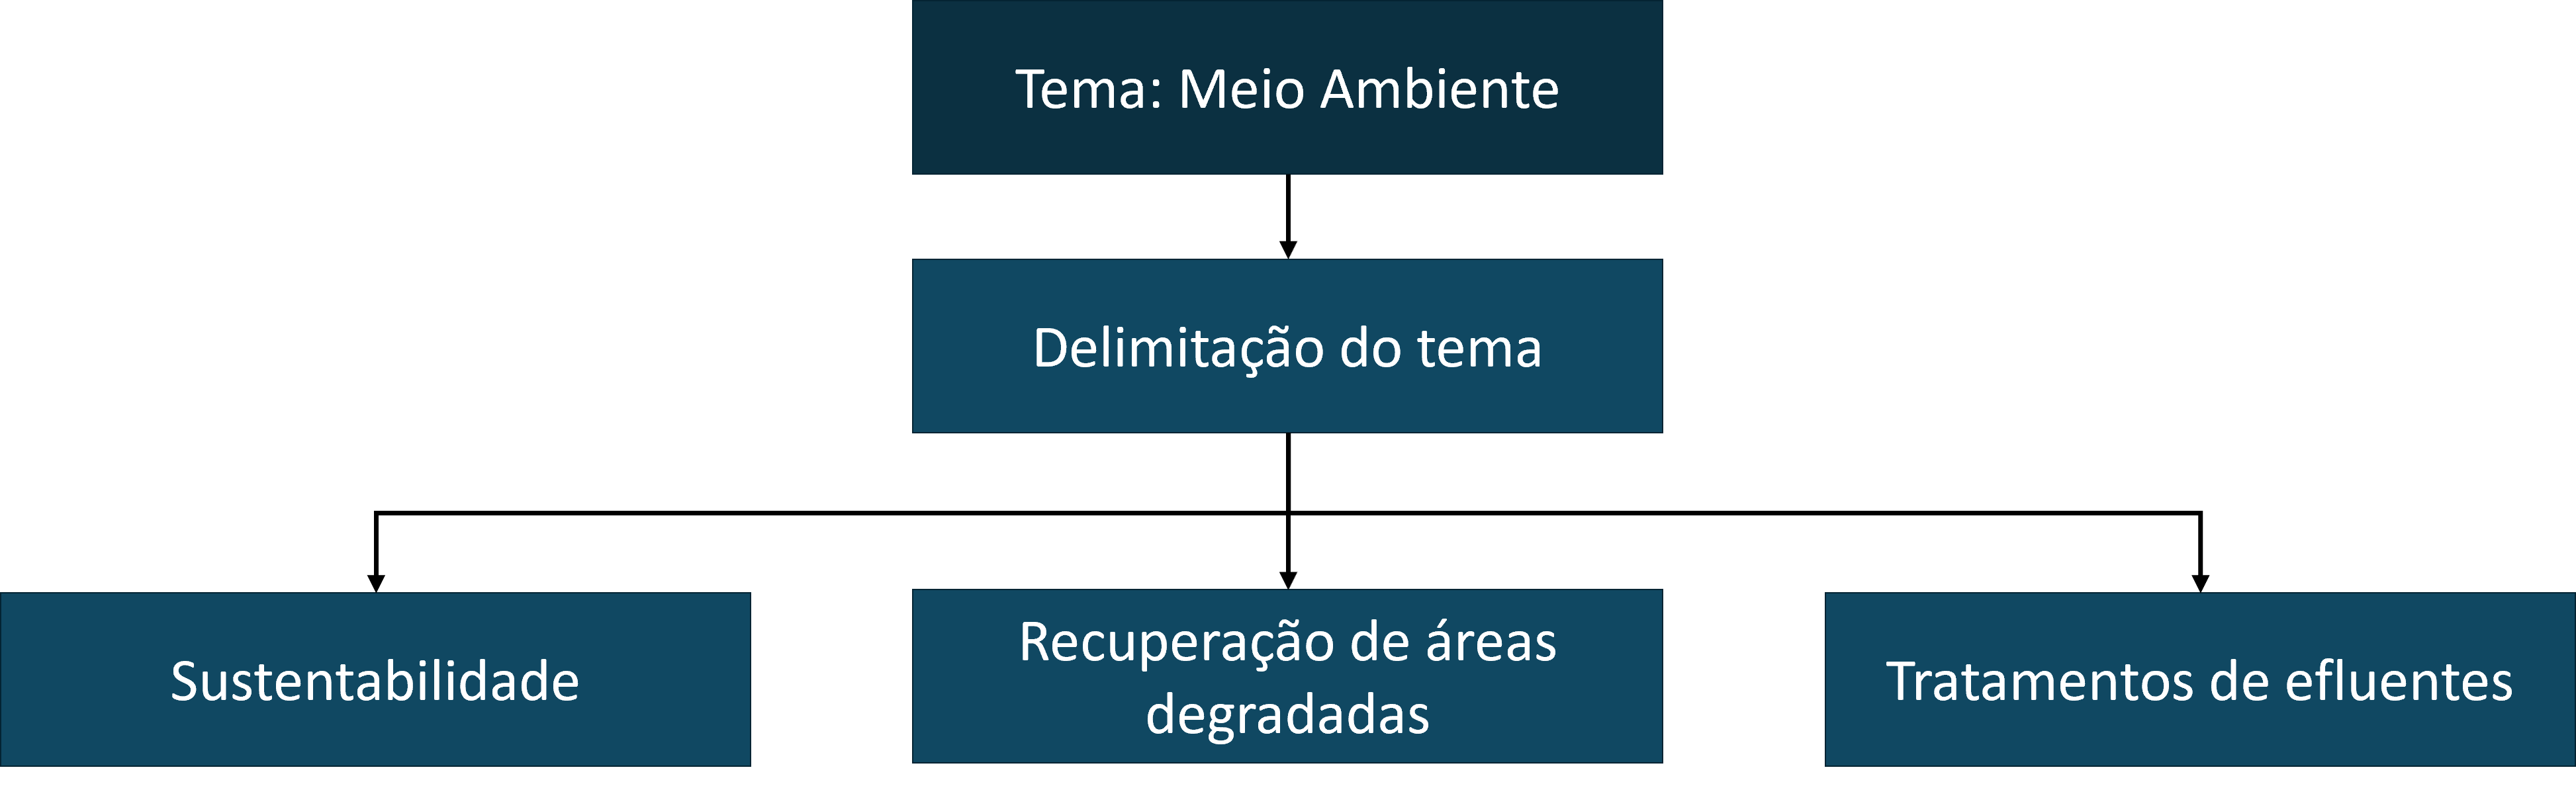 Tema: Meio Ambiente
Delimitação do tema
Sustentabilidade
Recuperação de áreas
degradadas
Tratamentos de efluentes